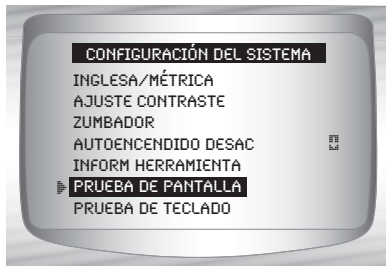 CONFIGURACIÓN DEL SISTEMA
INGLESA/MÉTRICA
AJUSTE CONTRASTE
ZUMBADOR
AUTOENCENDIDO DESAC
INFORM HERRAMIENTA
PRUEBA DE PANTALLA
PRUEBA DE TECLADO